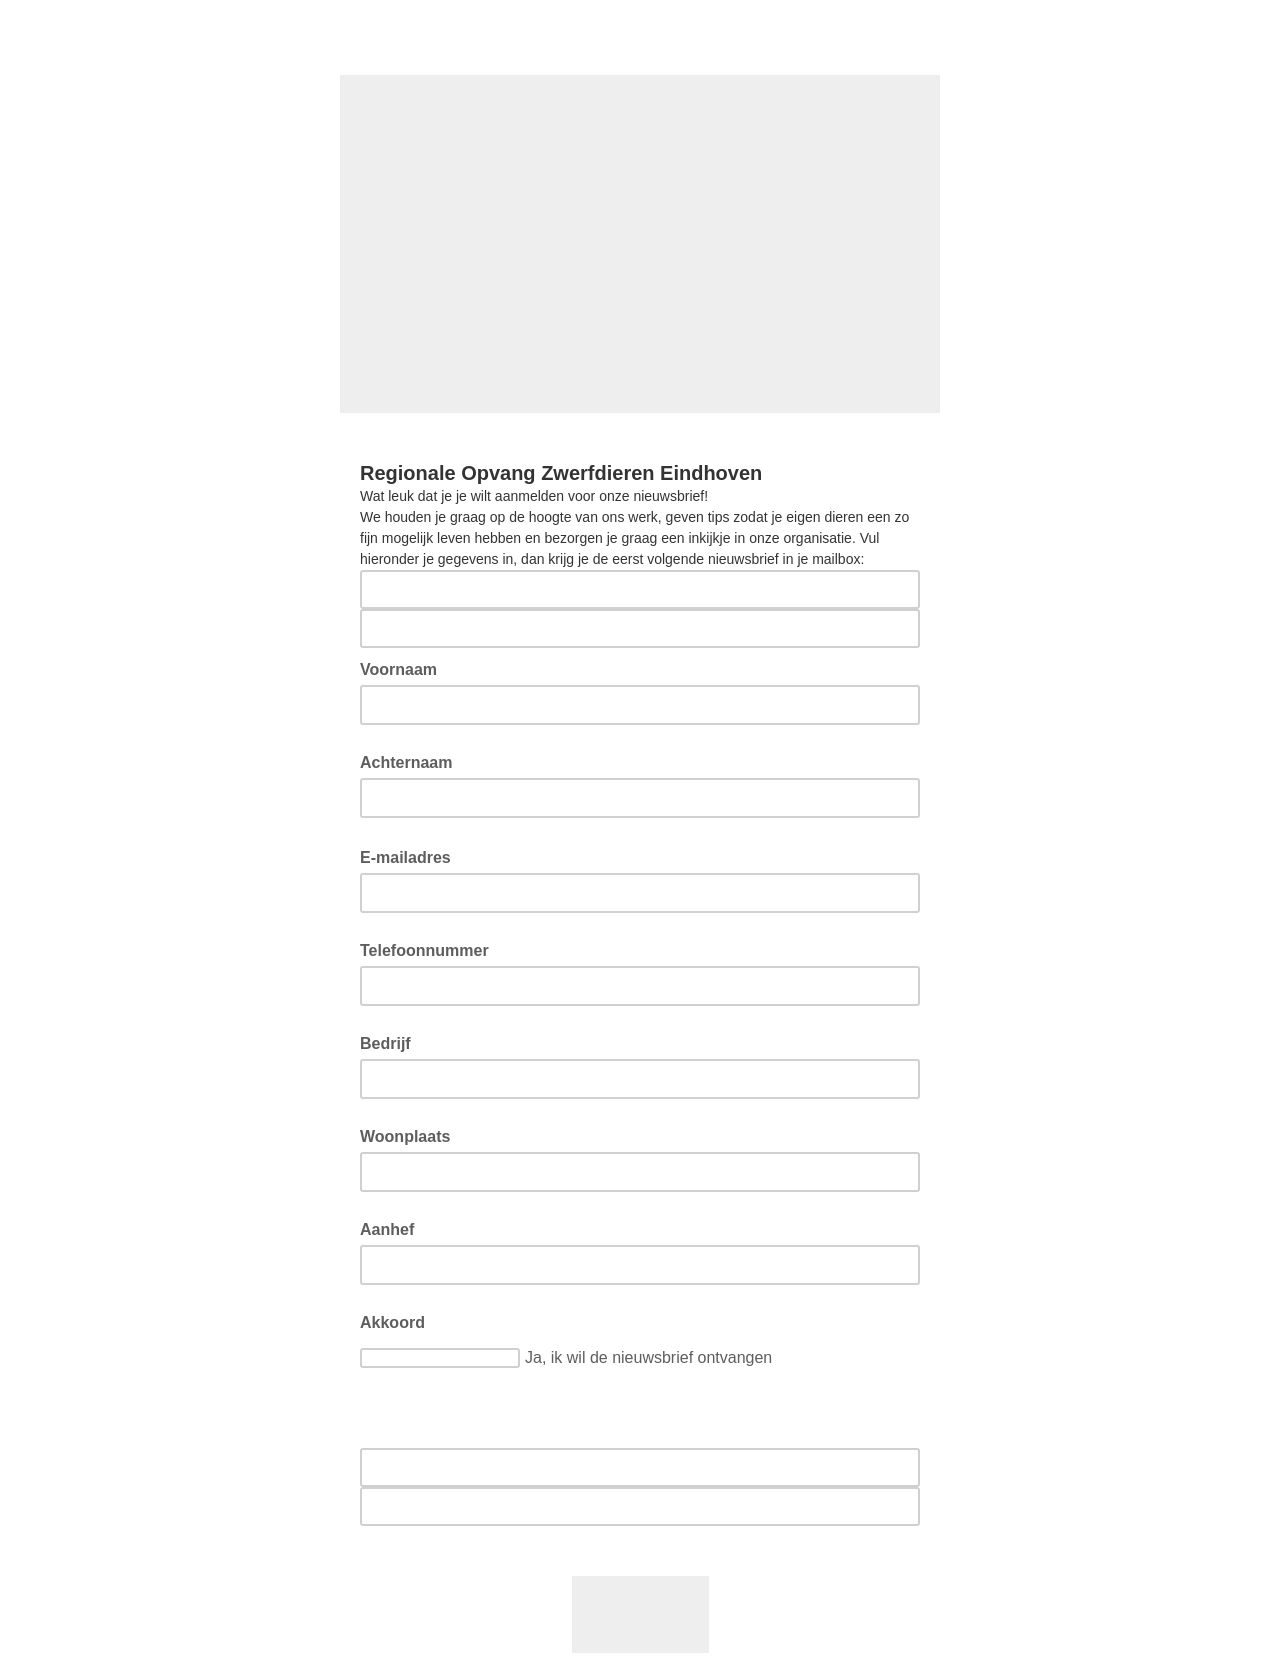 Regionale Opvang Zwerfdieren Eindhoven
Wat leuk dat je je wilt aanmelden voor onze nieuwsbrief!
We houden je graag op de hoogte van ons werk, geven tips zodat je eigen dieren een zo
fijn mogelijk leven hebben en bezorgen je graag een inkijkje in onze organisatie. Vul
hieronder je gegevens in, dan krijg je de eerst volgende nieuwsbrief in je mailbox:
Voornaam
Achternaam
E-mailadres
Telefoonnummer
Bedrijf
Woonplaats
Aanhef
Akkoord
Ja, ik wil de nieuwsbrief ontvangen